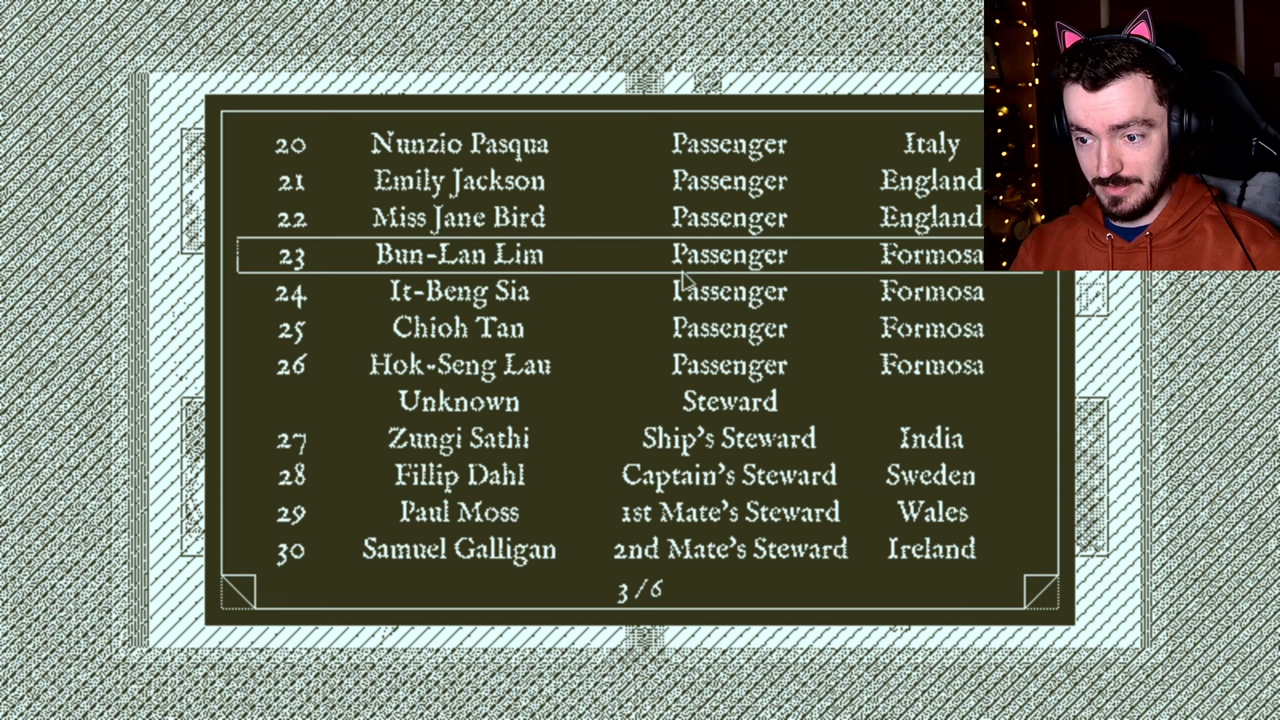 20 Nunzio Pasqua Passenger Italy
21 Emily Jackson Passenger England
22 Miss Jane Bird Passenger England
23 Bun-Lan Lim Passenger Formosa
24 It-Beng Sia Passenger Formosa
25 Chioh Tan Passenger Formosa
26 Hok-Seng Lau Passenger Formosa
Unknown Steward
27 Zungi Sathi Ship's Steward India
28 Fillip Dahl Captain's Steward Sweden
29 Paul Moss 1st Mate's Steward Wales
30 Samuel Galligan 2nd Mate's Steward Ireland
3/6